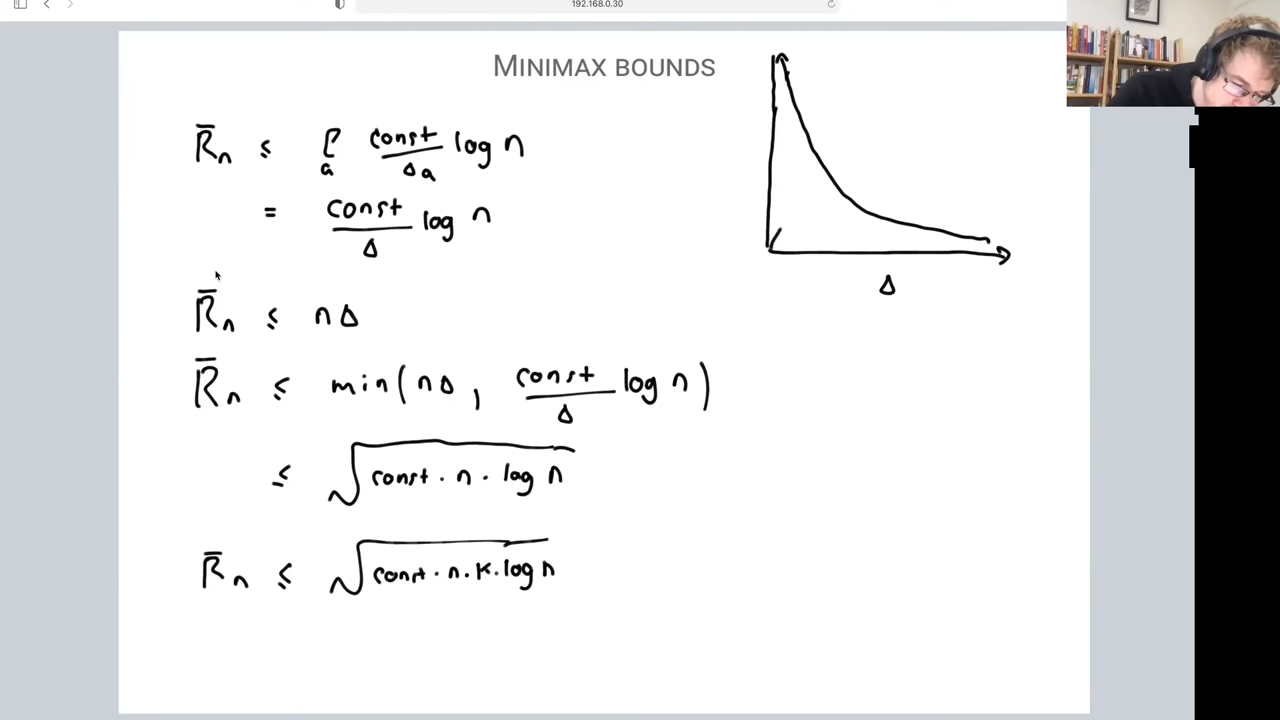 192.168.0.30
MINIMAX BOUNDS
R̄ₙ ≤ Σₐ const/Δₐ log n
= const/Δ log n
Δ
R̄ₙ ≤ nΔ
R̄ₙ ≤ min(nΔ, const/Δ log n)
≤ √(const · n · log n)
R̄ₙ ≤ √(const · n · K · log n)